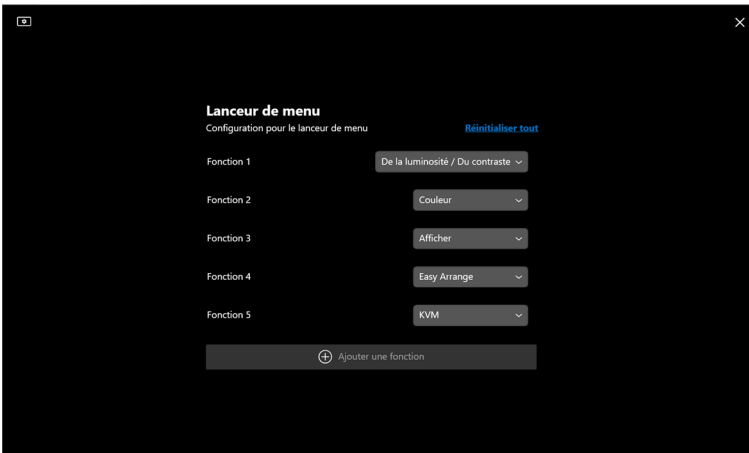 Lanceur de menu
Configuration pour le lanceur de menu Réinitialiser tout
Fonction 1 De la luminosité / Du contraste
Fonction 2 Couleur
Fonction 3 Afficher
Fonction 4 Easy Arrange
Fonction 5 KVM
Ajouter une fonction